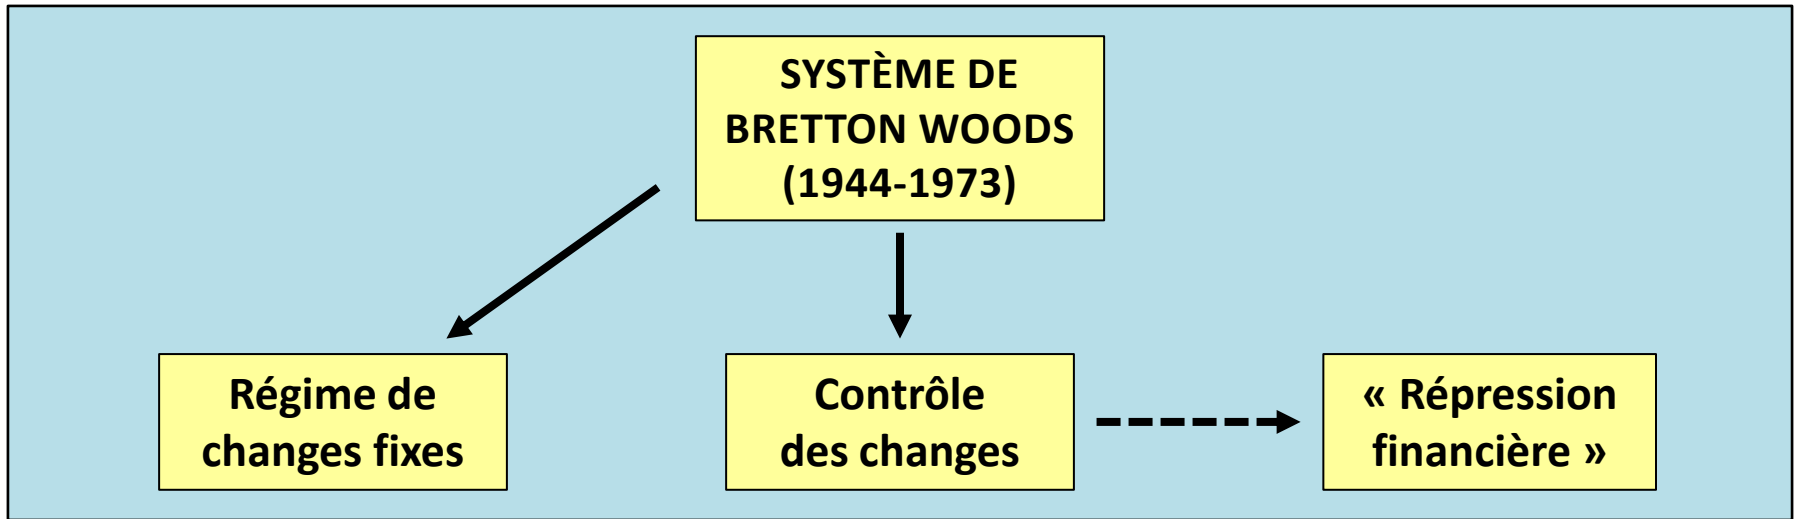 SYSTÈME DE
BRETTON WOODS
(1944-1973)
Régime de
changes fixes
Contrôle
des changes
« Répression
financière »